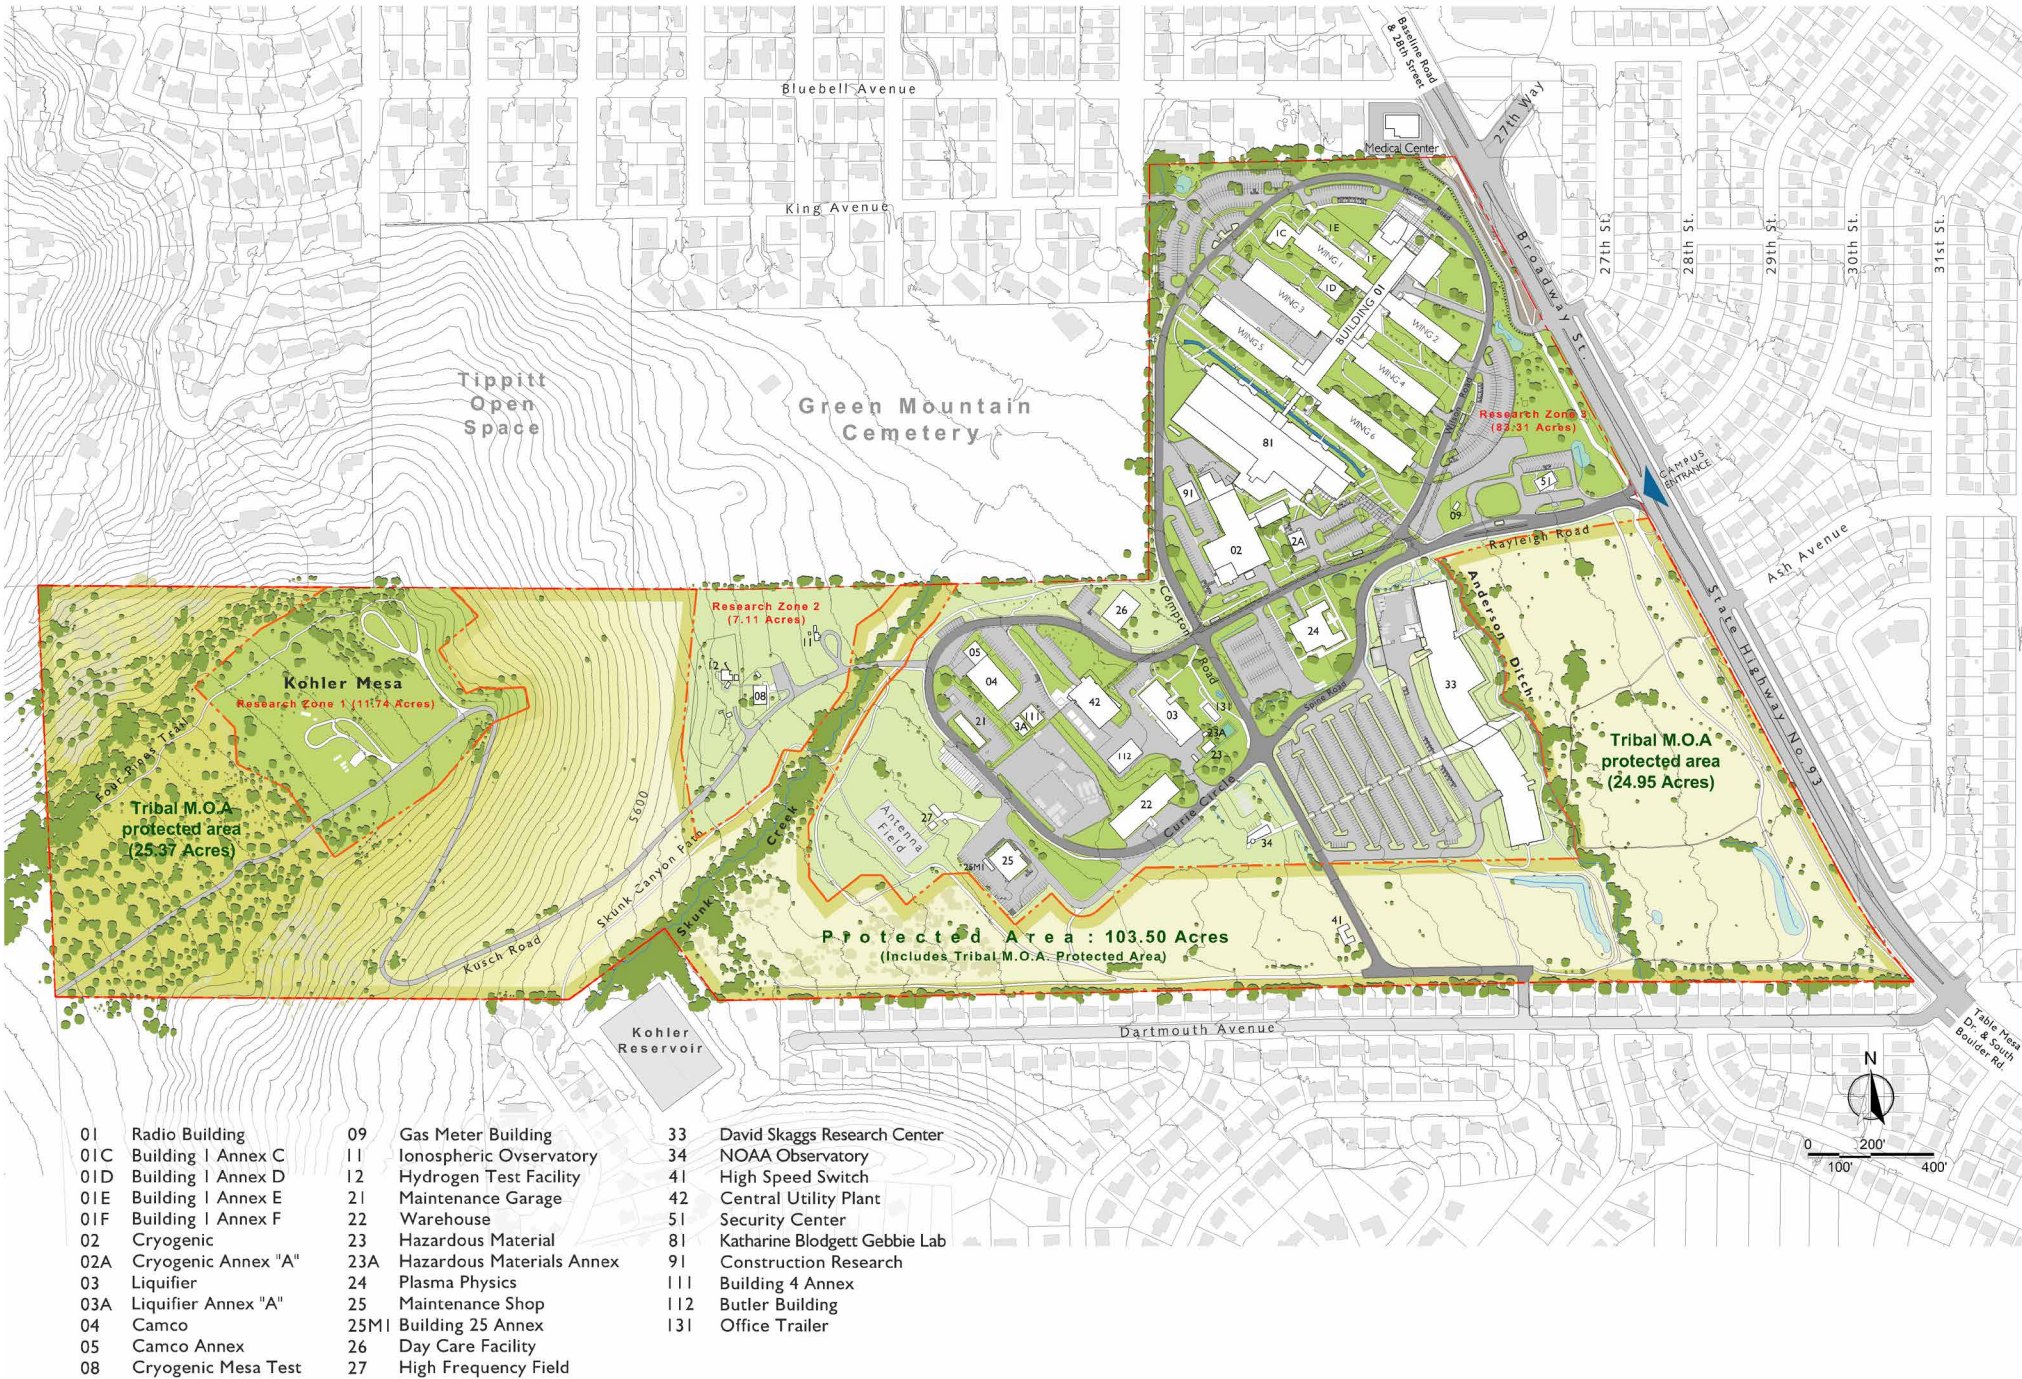 Baseline Road
& 28th Street
Bluebell Avenue
27th Way
Medical Center
King Avenue
Macon Road
Broadway St.
27th St.
28th St.
29th St.
30th St.
31st St.
1C
1E
1F
WING 1
1D
WING 3
BUILDING 01
WING 2
WING 5
WING 4
WING 6
Wilson Road
Tippitt
Open
Space
Green Mountain
Cemetery
Research Zone 3
(83.31 Acres)
81
CAMPUS
ENTRANCE
91
51
09
02
2A
Rayleigh Road
Ash Avenue
State Highway No. 93
Anderson Ditch
Compton Road
26
24
33
Spine Road
Research Zone 2
(7.11 Acres)
11
12
08
05
04
42
03
131
21
3A
111
23A
23
112
22
Curie Circle
34
Kohler Mesa
Research Zone 1 (11.74 Acres)
Four Pines Trail
Tribal M.O.A
protected area
(25.37 Acres)
Tribal M.O.A
protected area
(24.95 Acres)
5600
Skunk Canyon Path
Kusch Road
Skunk Creek
Antenna
Field
27
25
25M1
41
Protected Area : 103.50 Acres
(Includes Tribal M.O.A. Protected Area)
Kohler
Reservoir
Dartmouth Avenue
Table Mesa
Dr. & South
Boulder Rd.
N
0 200'
100' 400'
01 Radio Building
01C Building 1 Annex C
01D Building 1 Annex D
01E Building 1 Annex E
01F Building 1 Annex F
02 Cryogenic
02A Cryogenic Annex "A"
03 Liquifier
03A Liquifier Annex "A"
04 Camco
05 Camco Annex
08 Cryogenic Mesa Test
09 Gas Meter Building
11 Ionospheric Ovservatory
12 Hydrogen Test Facility
21 Maintenance Garage
22 Warehouse
23 Hazardous Material
23A Hazardous Materials Annex
24 Plasma Physics
25 Maintenance Shop
25M1 Building 25 Annex
26 Day Care Facility
27 High Frequency Field
33 David Skaggs Research Center
34 NOAA Observatory
41 High Speed Switch
42 Central Utility Plant
51 Security Center
81 Katharine Blodgett Gebbie Lab
91 Construction Research
111 Building 4 Annex
112 Butler Building
131 Office Trailer